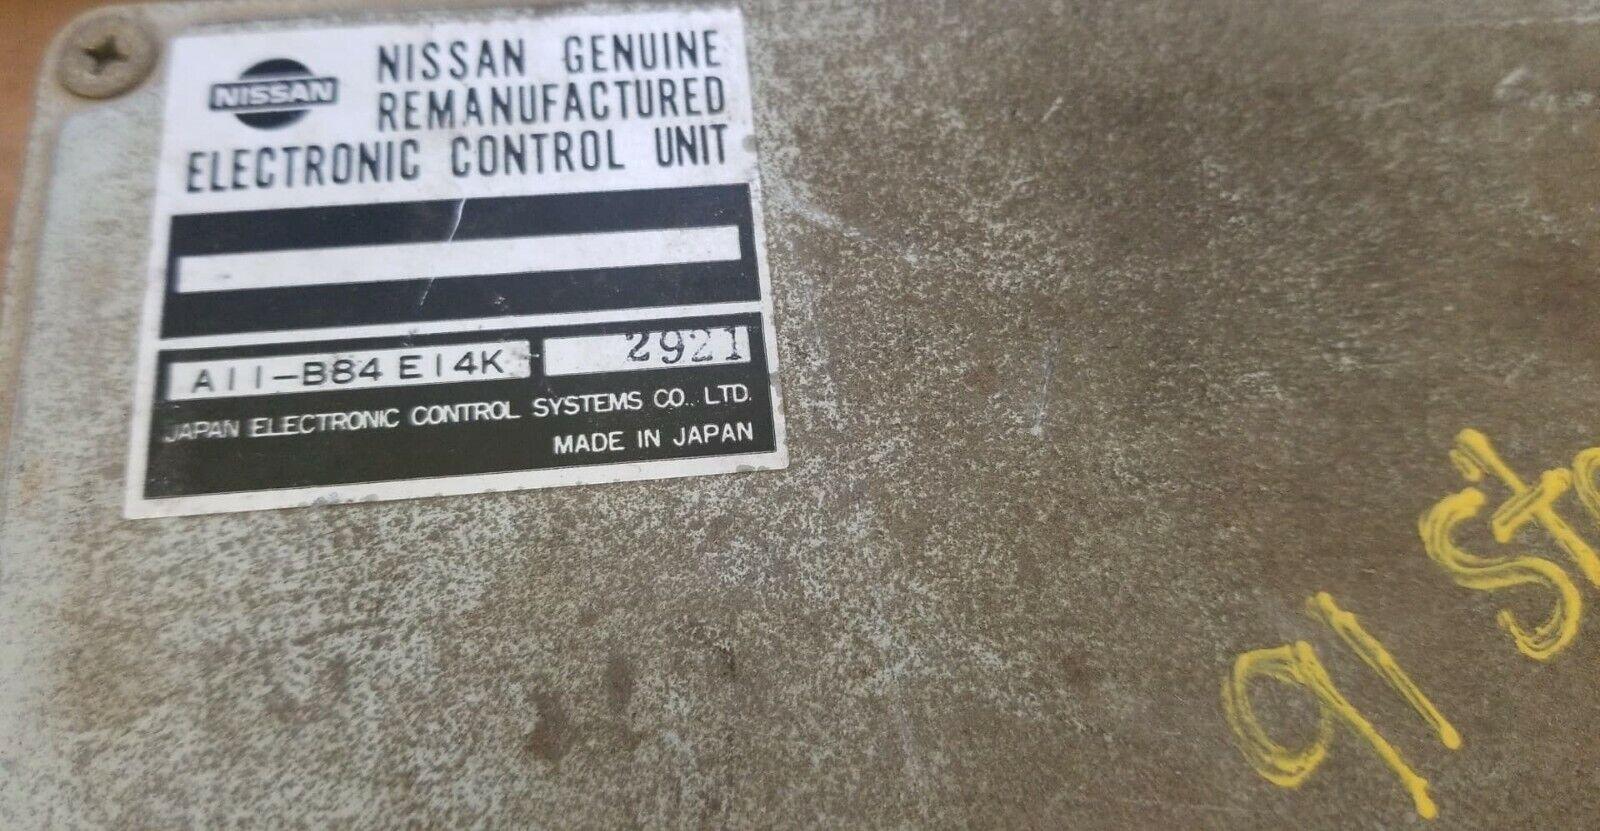 NISSAN
NISSAN GENUINE
REMANUFACTURED
ELECTRONIC CONTROL UNIT
A11-B84 E14K 2921
JAPAN ELECTRONIC CONTROL SYSTEMS CO., LTD.
MADE IN JAPAN
91